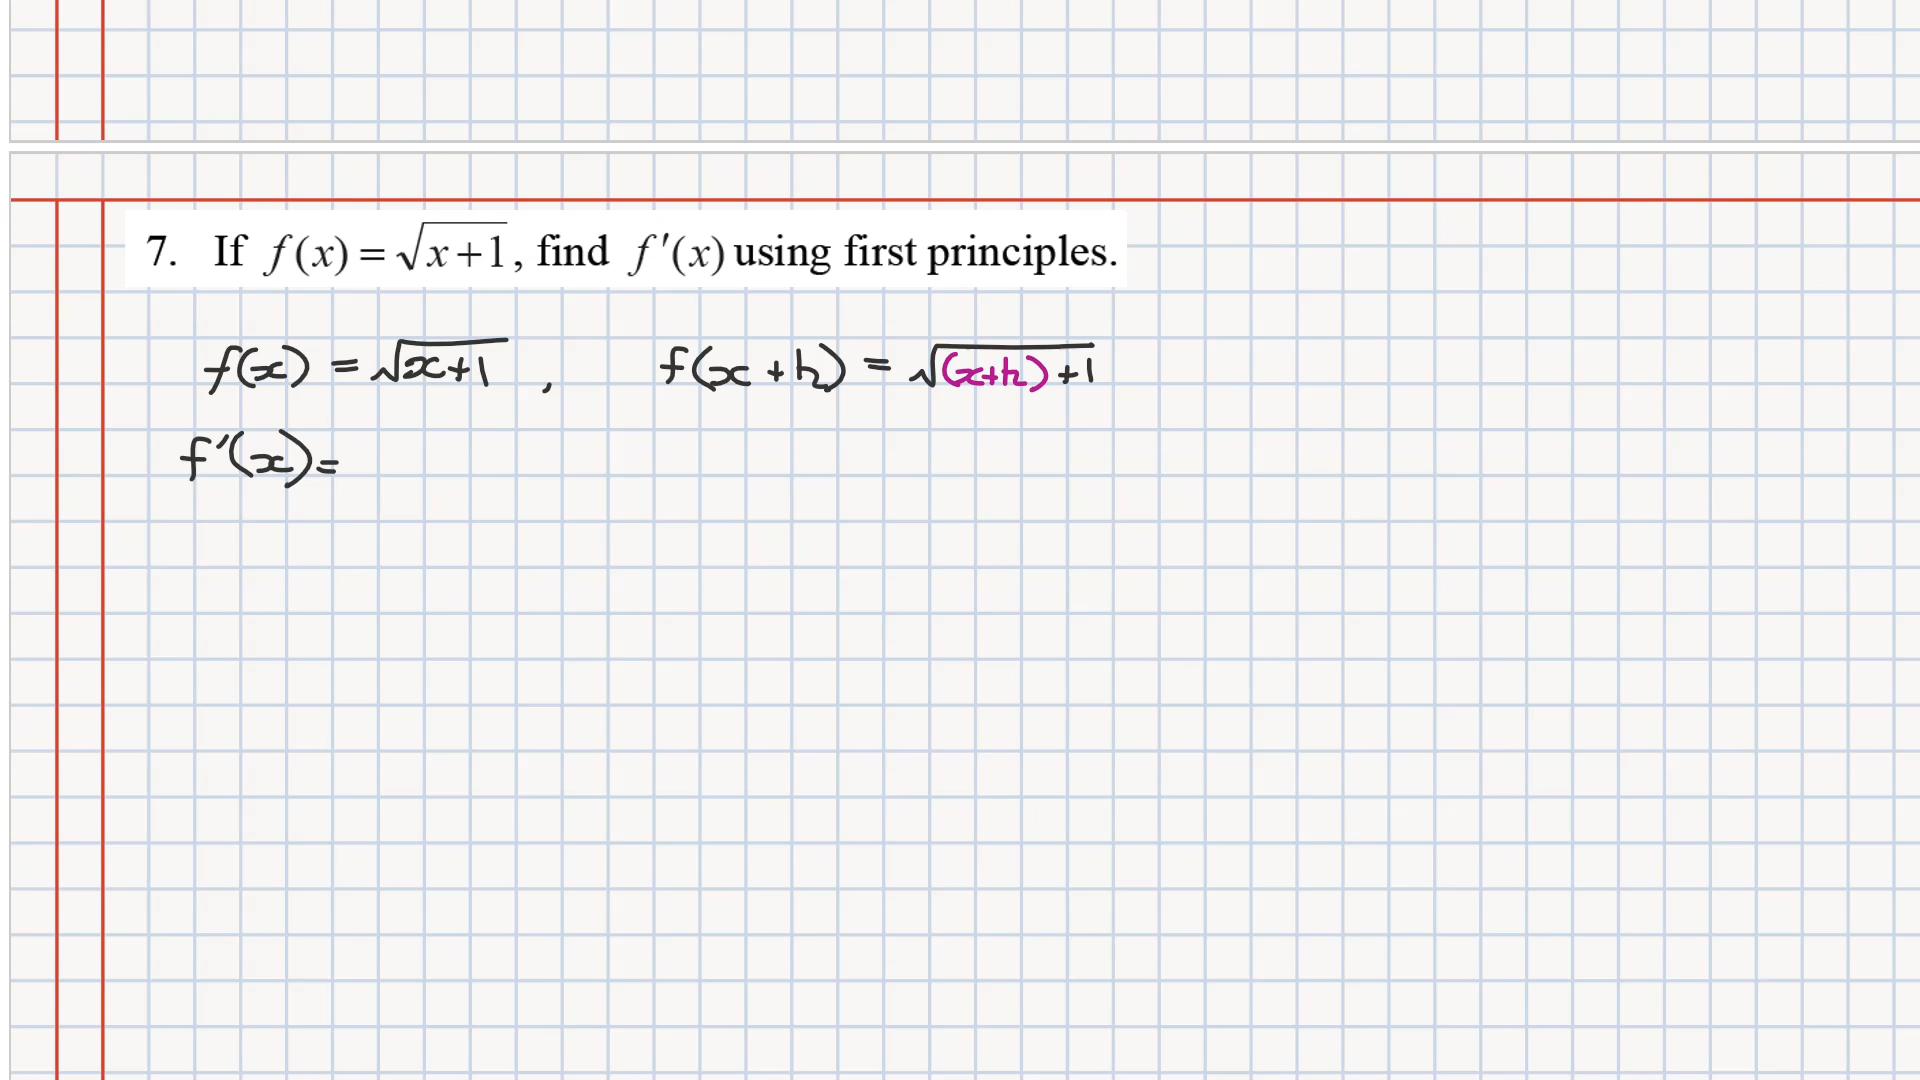 7. If f(x) = √(x+1), find f′(x) using first principles.
f(x) = √(x+1) , f(x+h) = √((x+h)+1)
f′(x)=